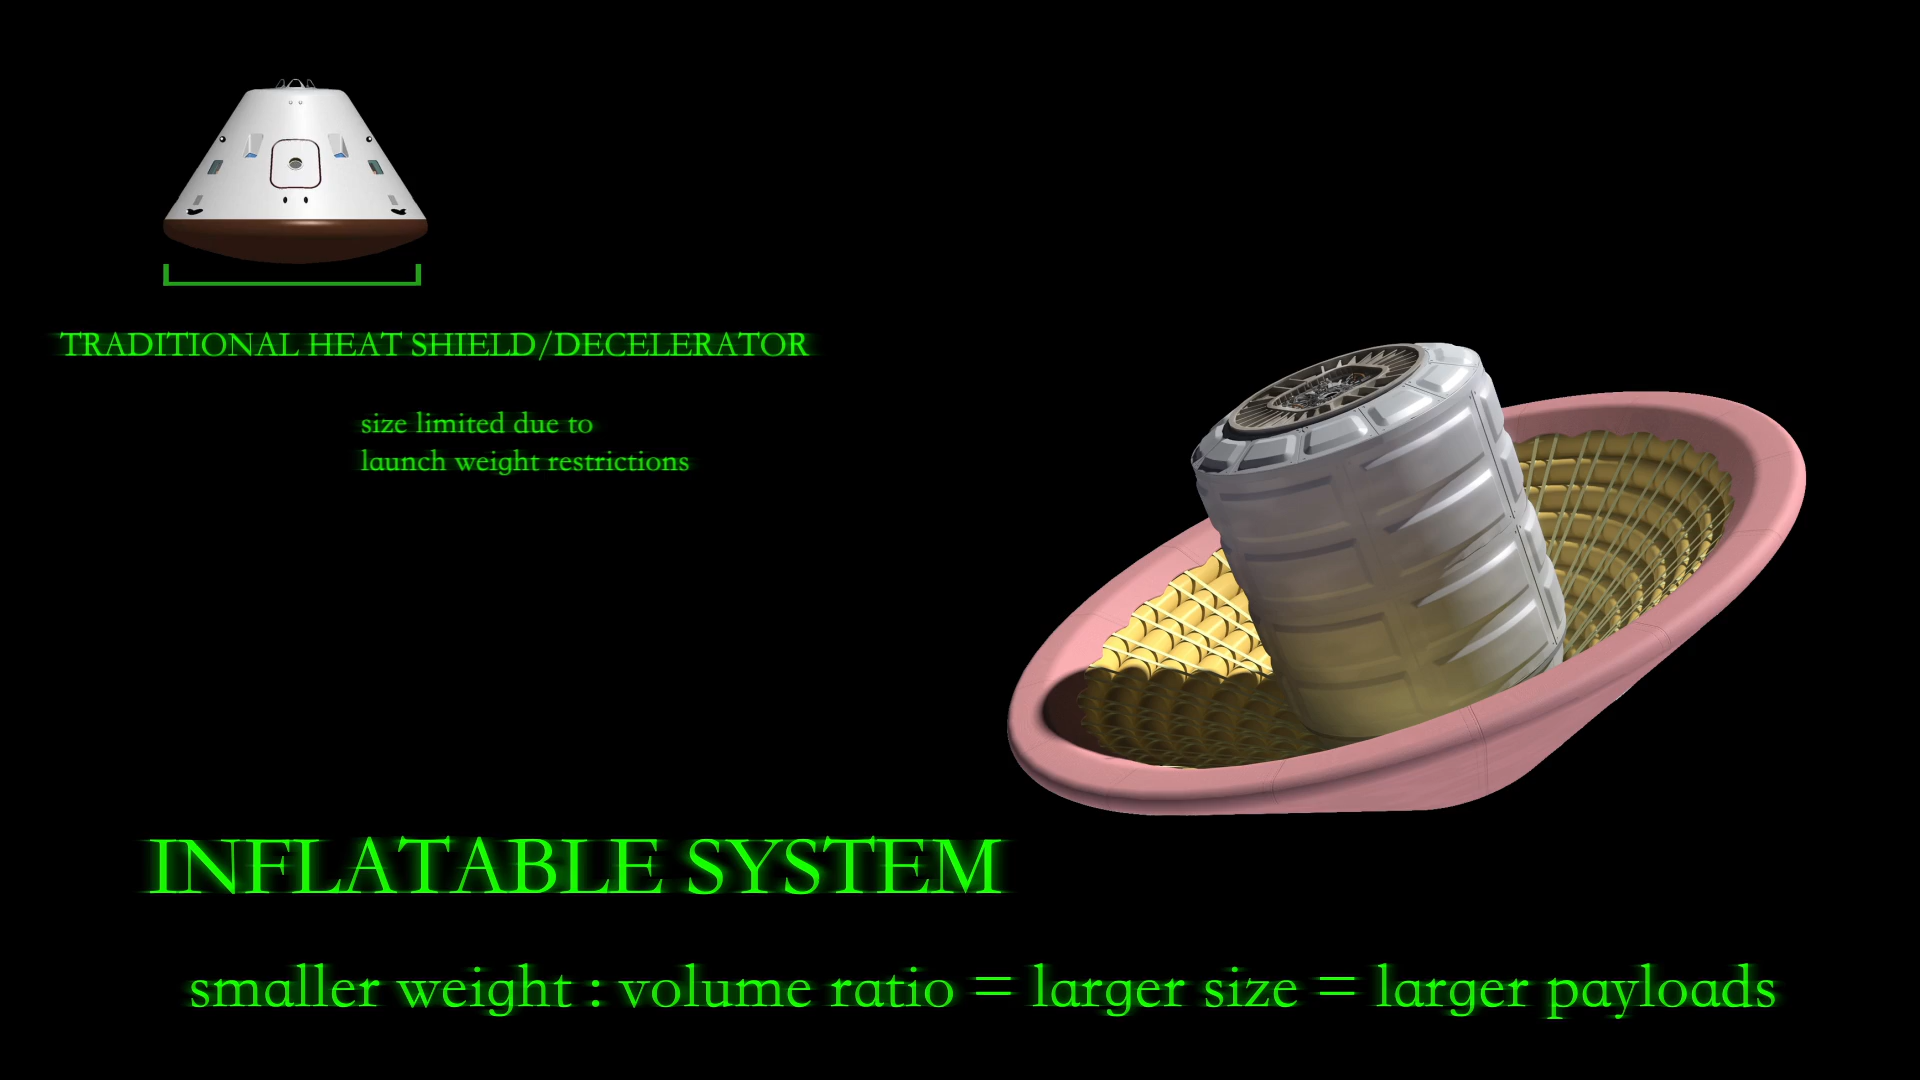 TRADITIONAL HEAT SHIELD/DECELERATOR
size limited due to
launch weight restrictions
INFLATABLE SYSTEM
smaller weight : volume ratio = larger size = larger payloads